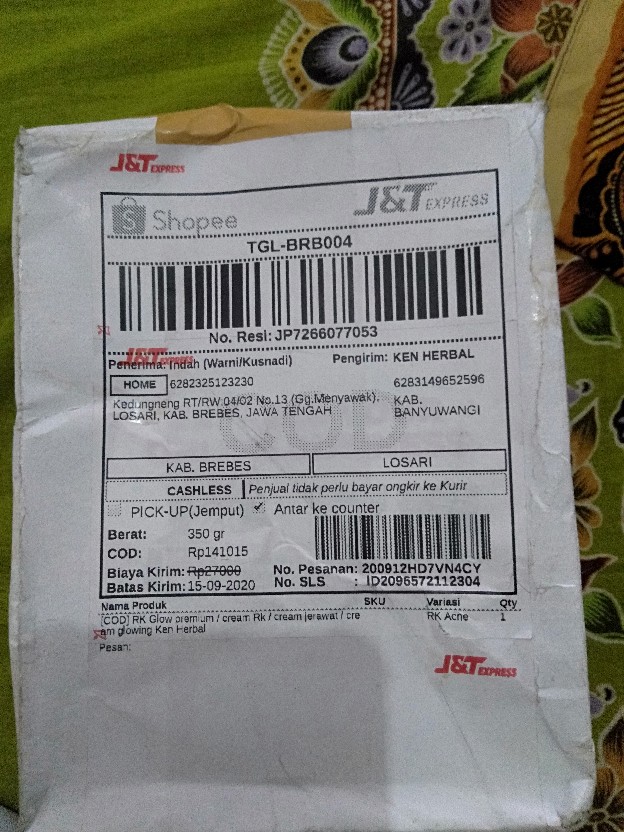 J&T EXPRESS
Shopee
J&T EXPRESS
TGL-BRB004
No. Resi: JP7266077053
J&T EXPRESS
Penerima: Indah (Warni/Kusnadi)
Pengirim: KEN HERBAL
HOME 6282325123230
6283149652596
Kedungneng RT/RW 04/02 No.13 (Gg.Menyawak),
LOSARI, KAB. BREBES, JAWA TENGAH
KAB.
BANYUWANGI
COD
KAB. BREBES
LOSARI
CASHLESS Penjual tidak perlu bayar ongkir ke Kurir
PICK-UP(Jemput) Antar ke counter
Berat: 350 gr
COD: Rp141015
Biaya Kirim: Rp27000
Batas Kirim: 15-09-2020
No. Pesanan: 200912HD7VN4CY
No. SLS : ID2096572112304
Nama Produk SKU Variasi Qty
[COD] RK Glow premium / cream Rk / cream jerawat / cre RK Acne 1
am glowing Ken Herbal
Pesan:
J&T EXPRESS